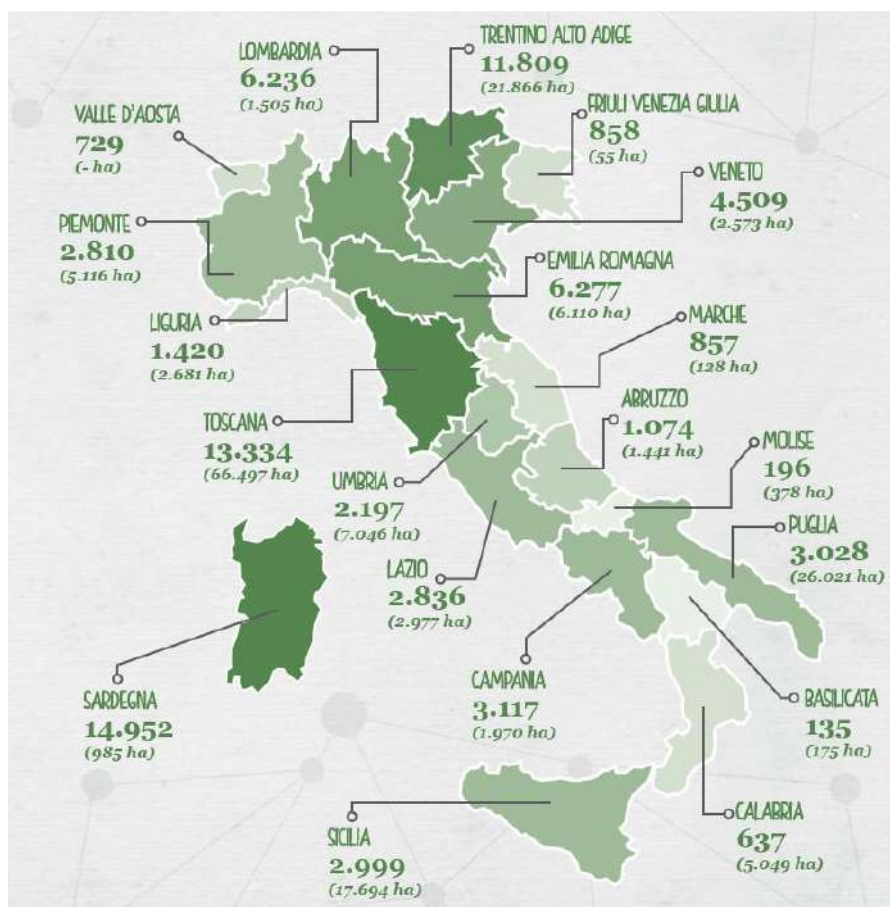 LOMBARDIA
6.236
(1.505 ha)
TRENTINO ALTO ADIGE
11.809
(21.866 ha)
VALLE D'AOSTA
729
(- ha)
FRIULI VENEZIA GIULIA
858
(55 ha)
VENETO
4.509
(2.573 ha)
PIEMONTE
2.810
(5.116 ha)
EMILIA ROMAGNA
6.277
(6.110 ha)
LIGURIA
1.420
(2.681 ha)
MARCHE
857
(128 ha)
TOSCANA
13.334
(66.497 ha)
ABRUZZO
1.074
(1.441 ha)
UMBRIA
2.197
(7.046 ha)
MOLISE
196
(378 ha)
LAZIO
2.836
(2.977 ha)
PUGLIA
3.028
(26.021 ha)
SARDEGNA
14.952
(985 ha)
CAMPANIA
3.117
(1.970 ha)
BASILICATA
135
(175 ha)
SICILIA
2.999
(17.694 ha)
CALABRIA
637
(5.049 ha)